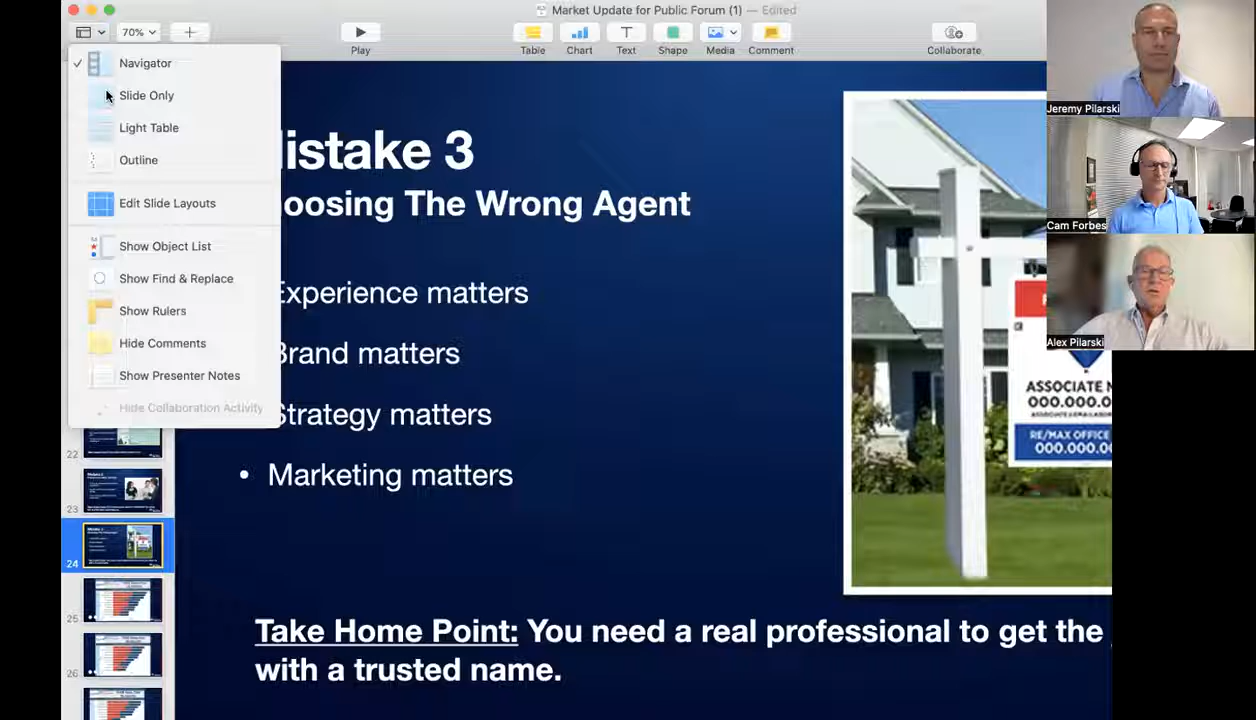 Market Update for Public Forum (1) — Edited
70%
Play
Table
Chart
Text
Shape
Media
Comment
Collaborate
Navigator
Slide Only
Light Table
Outline
Edit Slide Layouts
Show Object List
Show Find & Replace
Show Rulers
Hide Comments
Show Presenter Notes
Hide Collaboration Activity
22
23
24
25
26
istake 3
oosing The Wrong Agent
Experience matters
Brand matters
Strategy matters
• Marketing matters
Take Home Point: You need a real professional to get the
with a trusted name.
ASSOCIATE N
000.000.0
RE/MAX OFFICE
000.000.0
Jeremy Pilarski
Cam Forbes
Alex Pilarski